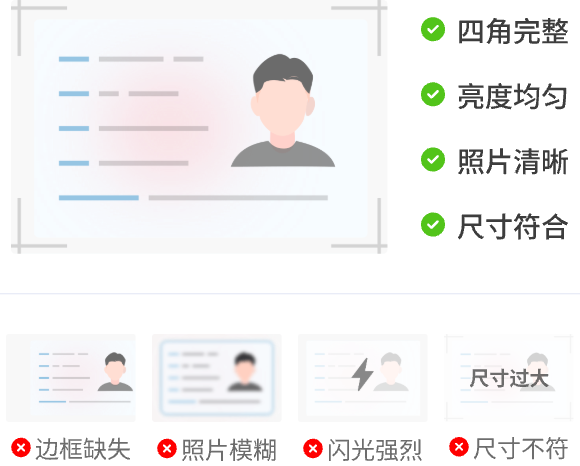 四角完整
亮度均匀
照片清晰
尺寸符合
尺寸过大
边框缺失
照片模糊
闪光强烈
尺寸不符